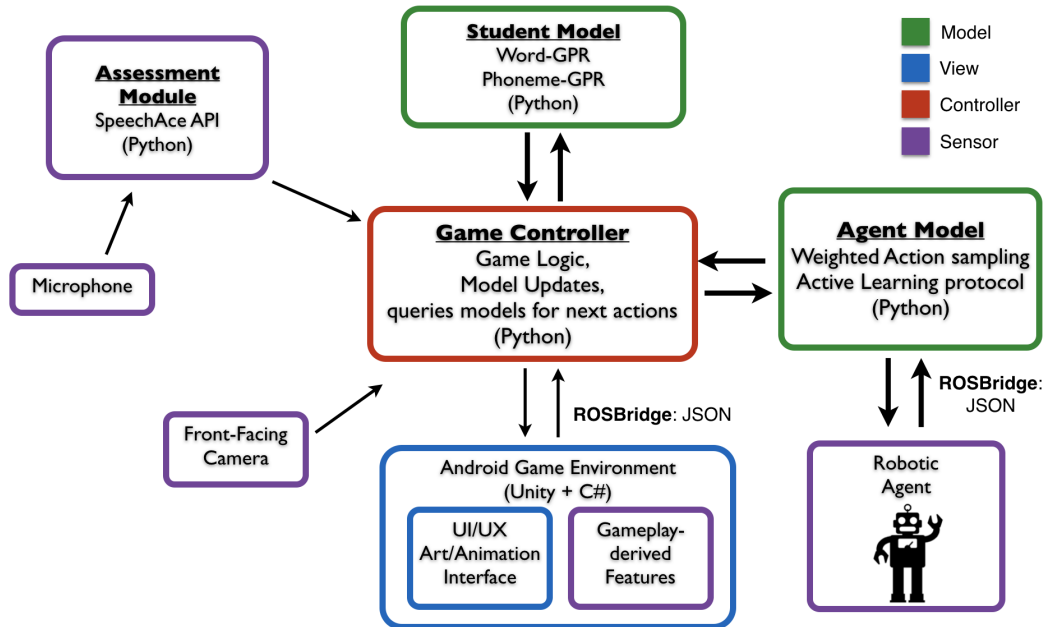 Student Model
Word-GPR
Phoneme-GPR
(Python)
Model
View
Controller
Sensor
Assessment
Module
SpeechAce API
(Python)
Microphone
Game Controller
Game Logic,
Model Updates,
queries models for next actions
(Python)
Agent Model
Weighted Action sampling
Active Learning protocol
(Python)
ROSBridge: JSON
ROSBridge:
JSON
Front-Facing
Camera
Android Game Environment
(Unity + C#)
UI/UX
Art/Animation
Interface
Gameplay-
derived
Features
Robotic
Agent